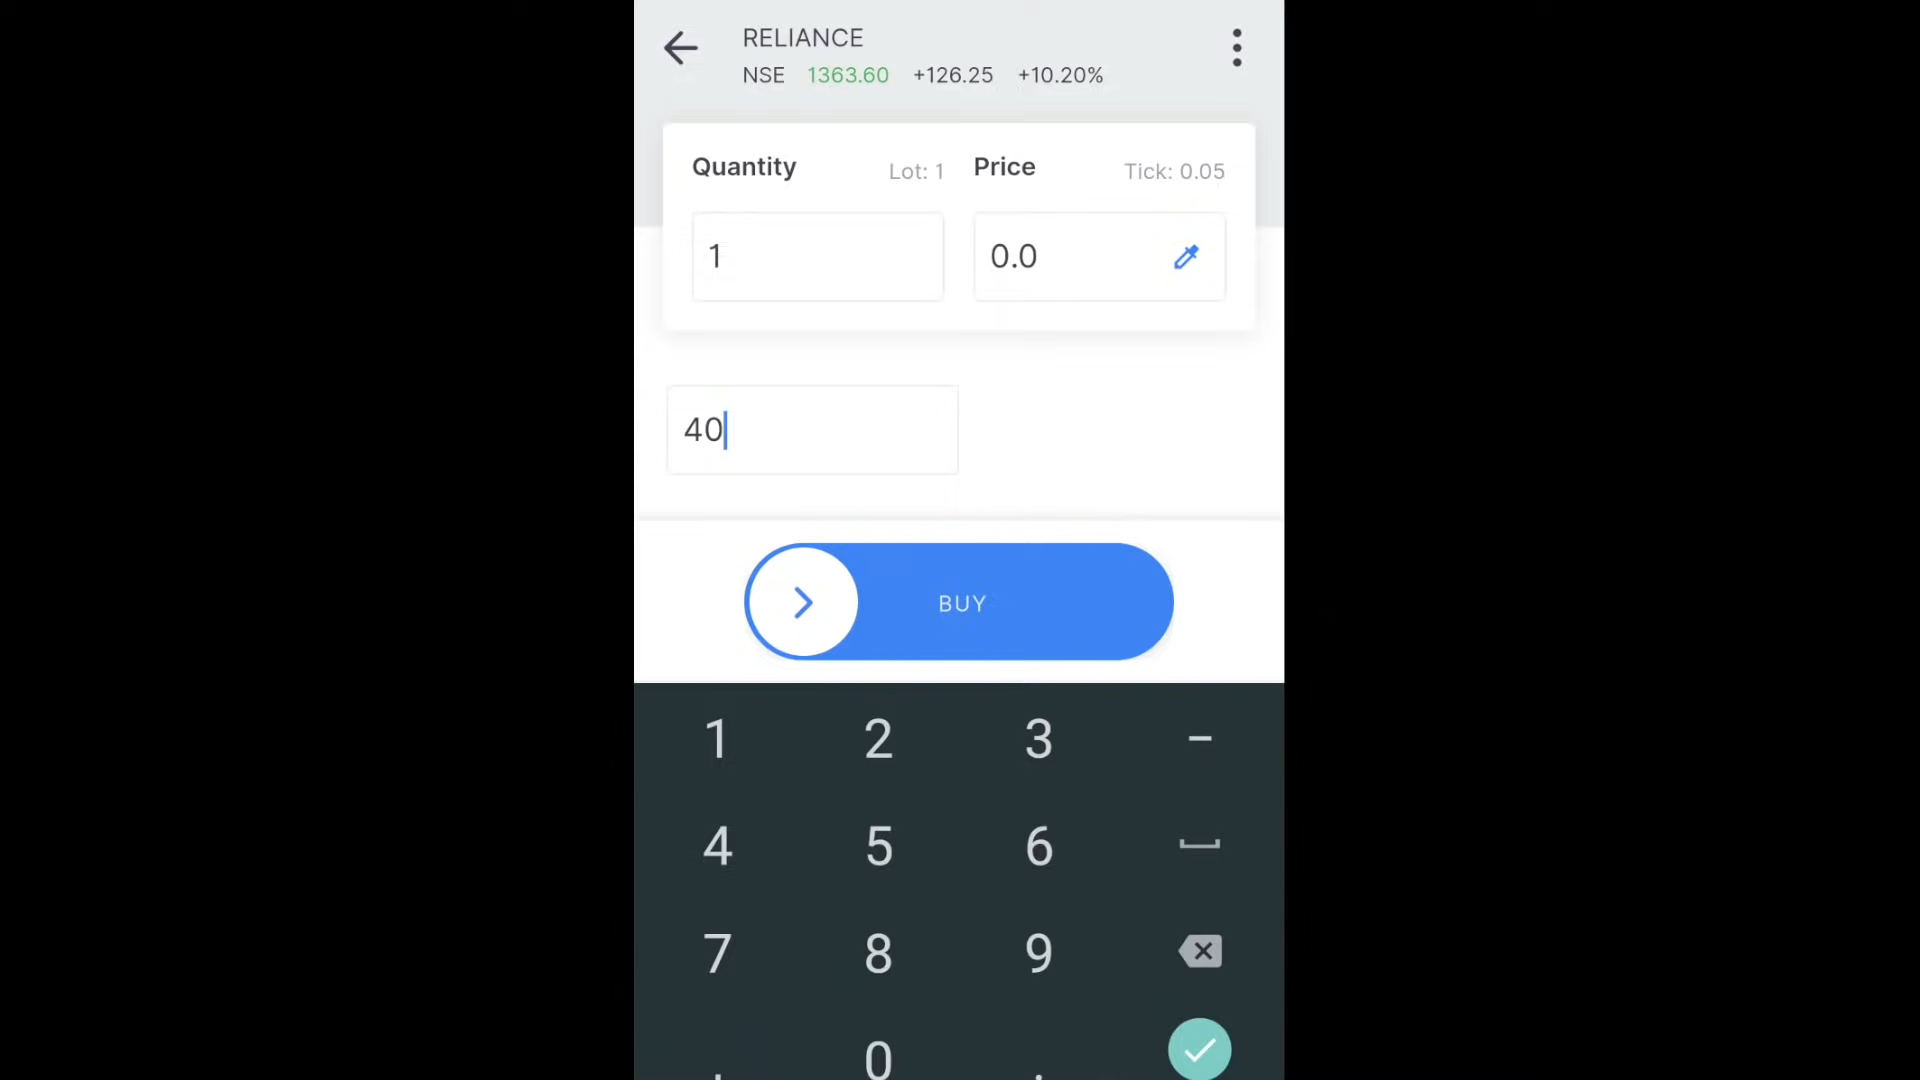 RELIANCE
NSE 1363.60 +126.25 +10.20%
Quantity Lot: 1 Price Tick: 0.05
1 0.0
40
BUY
1 2 3 –
4 5 6
7 8 9
0